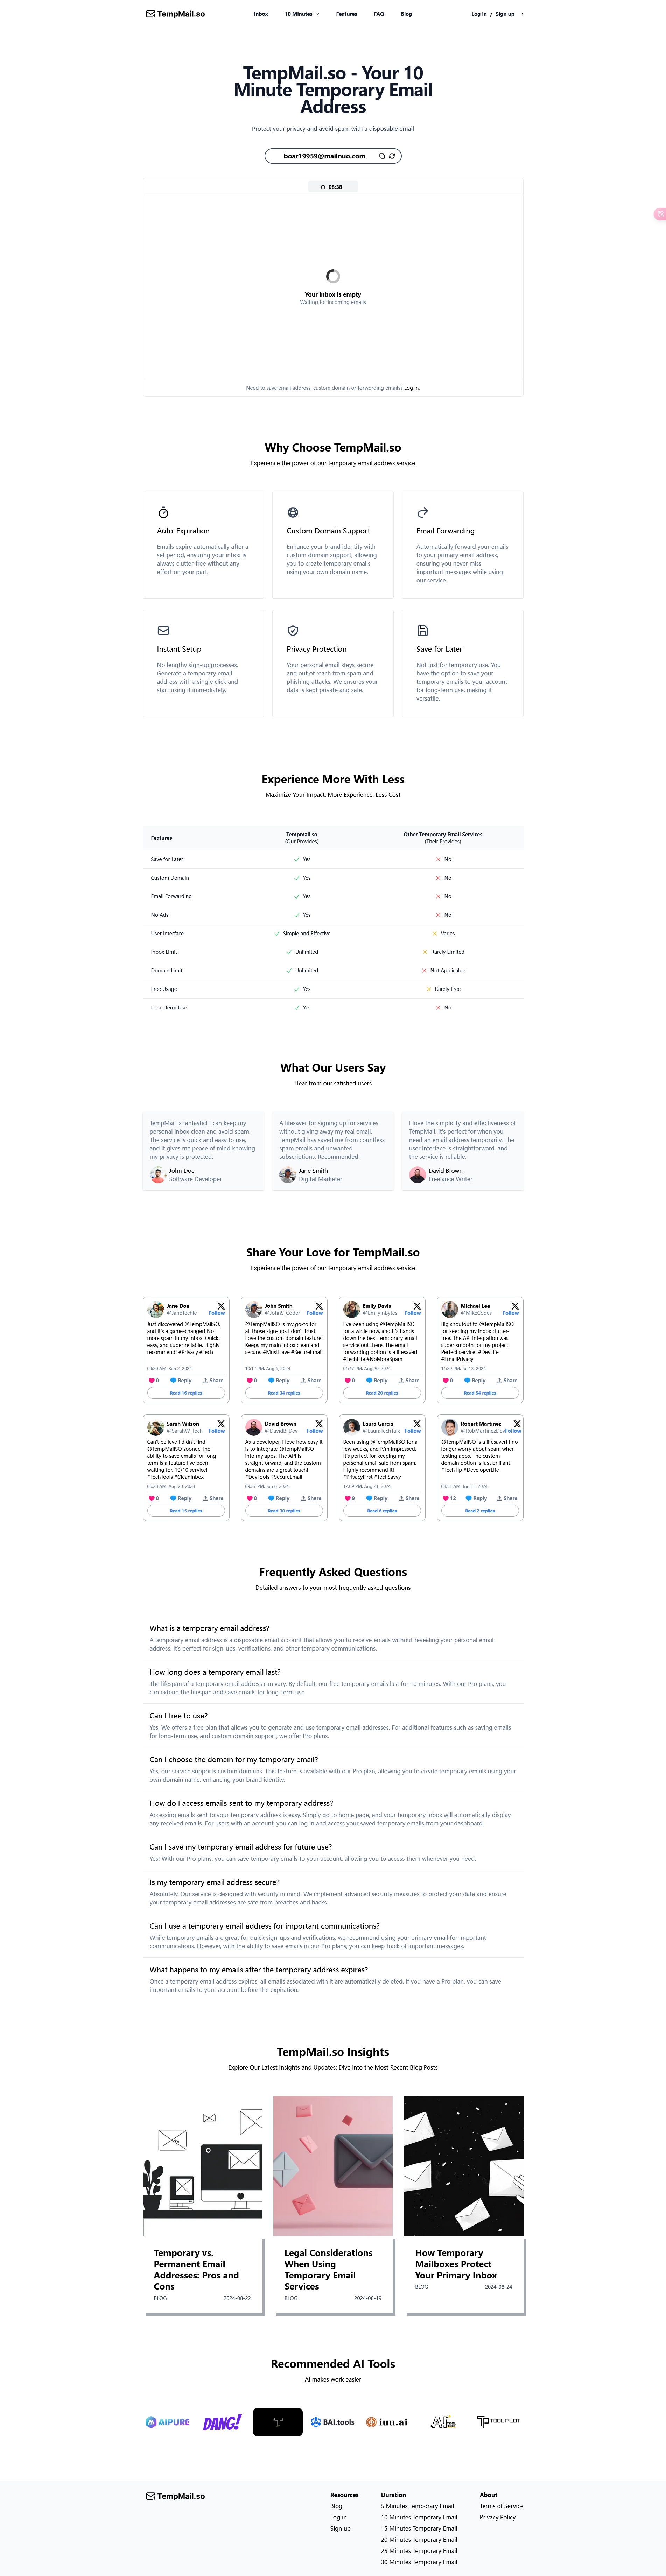 TempMail.so
Inbox
10 Minutes
Features
FAQ
Blog
Log in / Sign up →
TempMail.so - Your 10
Minute Temporary Email
Address
Protect your privacy and avoid spam with a disposable email
boar19959@mailnuo.com
08:38
Your inbox is empty
Waiting for incoming emails
Need to save email address, custom domain or forwording emails? Log in
Why Choose TempMail.so
Experience the power of our temporary email address service
Auto-Expiration
Emails expire automatically after a
set period, ensuring your inbox is
always clutter-free without any
effort on your part.
Custom Domain Support
Enhance your brand identity with
custom domain support, allowing
you to create temporary emails
using your own domain name.
Email Forwarding
Automatically forward your emails
to your primary email address,
ensuring you never miss
important messages while using
our service.
Instant Setup
No lengthy sign-up processes.
Generate a temporary email
address with a single click and
start using it immediately.
Privacy Protection
Your personal email stays secure
and out of reach from spam and
phishing attacks. We ensures your
data is kept private and safe.
Save for Later
Not just for temporary use. You
have the option to save your
temporary emails to your account
for long-term use, making it
versatile.
Experience More With Less
Maximize Your Impact: More Experience, Less Cost
Features
Tempmail.so
(Our Provides)
Other Temporary Email Services
(Their Provides)
Save for Later Yes No
Custom Domain Yes No
Email Forwarding Yes No
No Ads Yes No
User Interface Simple and Effective Varies
Inbox Limit Unlimited Rarely Limited
Domain Limit Unlimited Not Applicable
Free Usage Yes Rarely Free
Long-Term Use Yes No
What Our Users Say
Hear from our satisfied users
TempMail is fantastic! I can keep my
personal inbox clean and avoid spam.
The service is quick and easy to use,
and it gives me peace of mind knowing
my privacy is protected.
John Doe
Software Developer
A lifesaver for signing up for services
without giving away my real email.
TempMail has saved me from countless
spam emails and unwanted
subscriptions. Recommended!
Jane Smith
Digital Marketer
I love the simplicity and effectiveness of
TempMail. It's perfect for when you
need an email address temporarily. The
user interface is straightforward, and
the service is reliable.
David Brown
Freelance Writer
Share Your Love for TempMail.so
Experience the power of our temporary email address service
Jane Doe
@JaneTechie Follow
Just discovered @TempMailSO,
and it's a game-changer! No
more spam in my inbox. Quick,
easy, and super reliable. Highly
recommend! #Privacy #Tech
09:20 AM· Sep 2, 2024
0 Reply Share
Read 16 replies
John Smith
@JohnS_Coder Follow
@TempMailSO is my go-to for
all those sign-ups I don't trust.
Love the custom domain feature!
Keeps my main inbox clean and
secure. #MustHave #SecureEmail
10:12 PM· Aug 6, 2024
0 Reply Share
Read 34 replies
Emily Davis
@EmilyInBytes Follow
I've been using @TempMailSO
for a while now, and it's hands
down the best temporary email
service out there. The email
forwarding option is a lifesaver!
#TechLife #NoMoreSpam
01:47 PM· Aug 20, 2024
0 Reply Share
Read 20 replies
Michael Lee
@MikeCodes Follow
Big shoutout to @TempMailSO
for keeping my inbox clutter-
free. The API integration was
super smooth for my project.
Perfect service! #DevLife
#EmailPrivacy
11:29 PM· Jul 13, 2024
0 Reply Share
Read 54 replies
Sarah Wilson
@SarahW_Tech Follow
Can't believe I didn't find
@TempMailSO sooner. The
ability to save emails for long-
term is a feature I've been
waiting for. 10/10 service!
#TechTools #CleanInbox
06:28 AM· Aug 29, 2024
0 Reply Share
Read 15 replies
David Brown
@DavidB_Dev Follow
As a developer, I love how easy it
is to integrate @TempMailSO
into my apps. The API is
straightforward, and the custom
domains are a great touch!
#DevTools #SecureEmail
09:37 PM· Jun 6, 2024
0 Reply Share
Read 30 replies
Laura Garcia
@LauraTechTalk Follow
Been using @TempMailSO for a
few weeks, and I\'m impressed.
It's perfect for keeping my
personal email safe from spam.
Highly recommend it!
#PrivacyFirst #TechSavvy
12:09 PM· Aug 21, 2024
9 Reply Share
Read 6 replies
Robert Martinez
@RobMartinezDev Follow
@TempMailSO is a lifesaver! I no
longer worry about spam when
testing apps. The custom
domain option is just brilliant!
#TechTip #DeveloperLife
08:51 AM· Jun 15, 2024
12 Reply Share
Read 2 replies
Frequently Asked Questions
Detailed answers to your most frequently asked questions
What is a temporary email address?
A temporary email address is a disposable email account that allows you to receive emails without revealing your personal email
address. It's perfect for sign-ups, verifications, and other temporary communications.
How long does a temporary email last?
The lifespan of a temporary email address can vary. By default, our free temporary emails last for 10 minutes. With our Pro plans, you
can extend the lifespan and save emails for long-term use
Can I free to use?
Yes, We offers a free plan that allows you to generate and use temporary email addresses. For additional features such as saving emails
for long-term use, and custom domain support, we offer Pro plans.
Can I choose the domain for my temporary email?
Yes, our service supports custom domains. This feature is available with our Pro plan, allowing you to create temporary emails using your
own domain name, enhancing your brand identity.
How do I access emails sent to my temporary address?
Accessing emails sent to your temporary address is easy. Simply go to home page, and your temporary inbox will automatically display
any received emails. For users with an account, you can log in and access your saved temporary emails from your dashboard.
Can I save my temporary email address for future use?
Yes! With our Pro plans, you can save temporary emails to your account, allowing you to access them whenever you need.
Is my temporary email address secure?
Absolutely. Our service is designed with security in mind. We implement advanced security measures to protect your data and ensure
your temporary email addresses are safe from breaches and hacks.
Can I use a temporary email address for important communications?
While temporary emails are great for quick sign-ups and verifications, we recommend using your primary email for important
communications. However, with the ability to save emails in our Pro plans, you can keep track of important messages.
What happens to my emails after the temporary address expires?
Once a temporary email address expires, all emails associated with it are automatically deleted. If you have a Pro plan, you can save
important emails to your account before the expiration.
TempMail.so Insights
Explore Our Latest Insights and Updates: Dive into the Most Recent Blog Posts
Temporary vs.
Permanent Email
Addresses: Pros and
Cons
BLOG 2024-08-22
Legal Considerations
When Using
Temporary Email
Services
BLOG 2024-08-19
How Temporary
Mailboxes Protect
Your Primary Inbox
BLOG 2024-08-24
Recommended AI Tools
AI makes work easier
AIPURE
DANG!
BAI.tools
iuu.ai
TOOLPILOT
TempMail.so
Resources
Blog
Log in
Sign up
Duration
5 Minutes Temporary Email
10 Minutes Temporary Email
15 Minutes Temporary Email
20 Minutes Temporary Email
25 Minutes Temporary Email
30 Minutes Temporary Email
About
Terms of Service
Privacy Policy